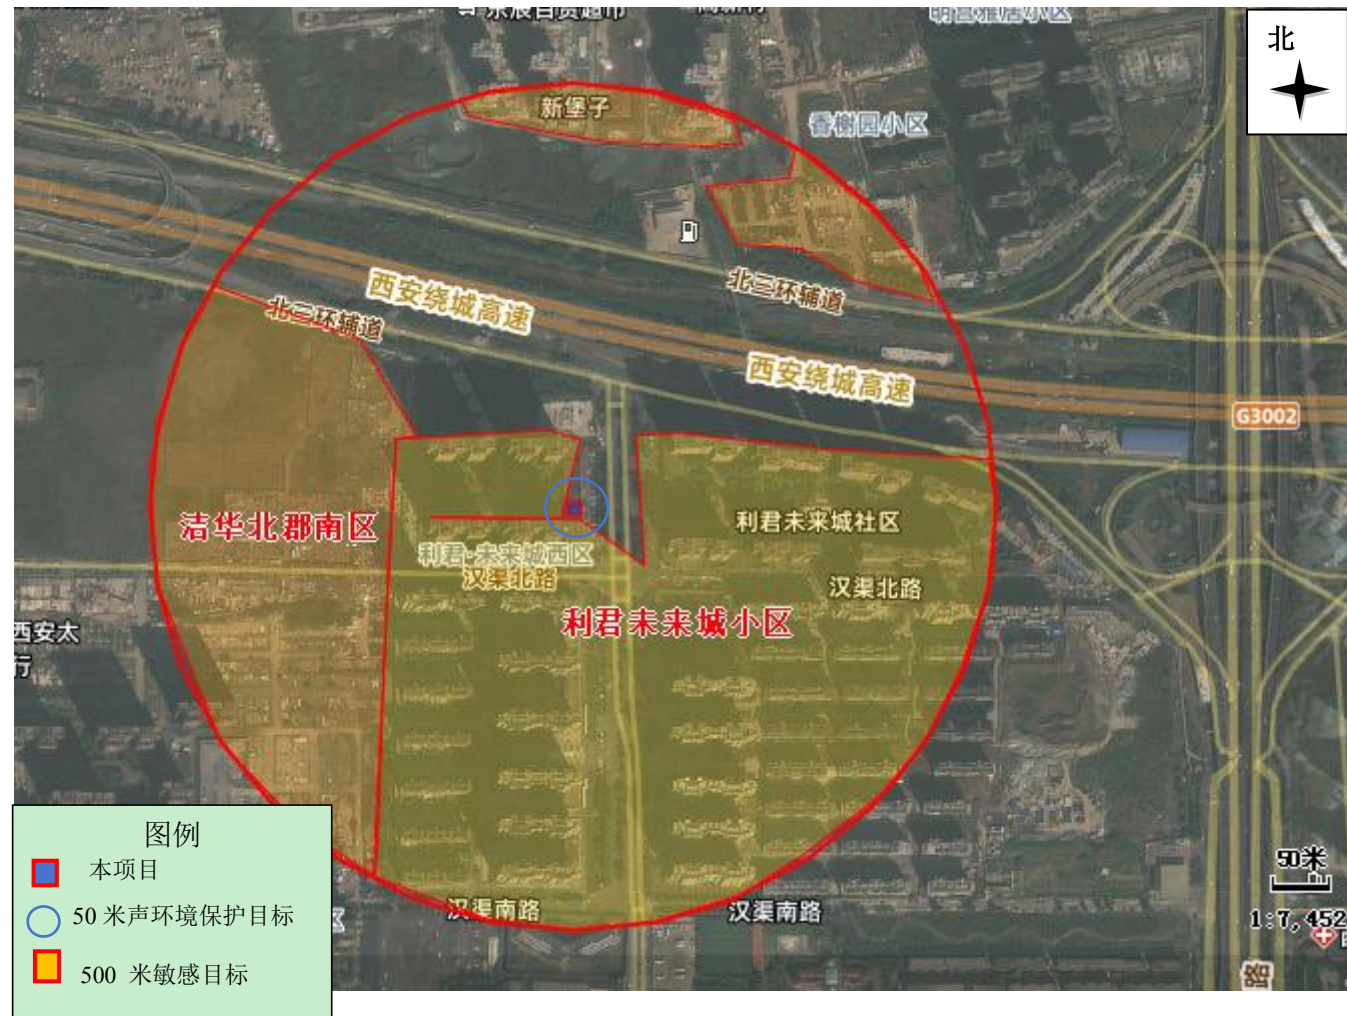 北
新堡子
香榭园小区
北三环辅道
西安绕城高速
北三环辅道
西安绕城高速
G3002
洁华北郡南区
利君未来城社区
利君·未来城西区
汉渠北路
汉渠北路
利君未来城小区
西安太
行
汉渠南路
汉渠南路
50米
1:7,452
路
图例
本项目
50 米声环境保护目标
500 米敏感目标